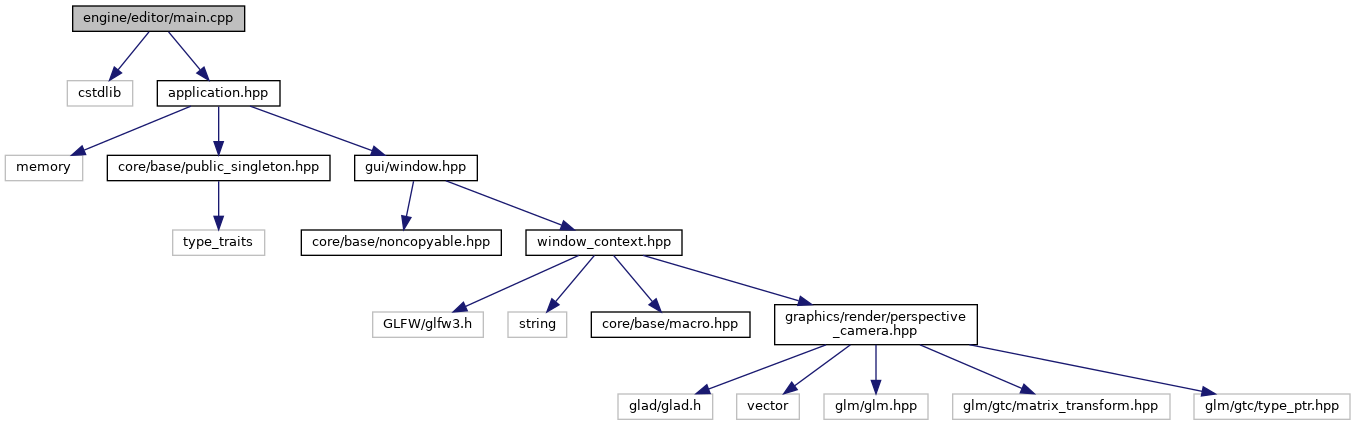 engine/editor/main.cpp
cstdlib
application.hpp
memory
core/base/public_singleton.hpp
gui/window.hpp
type_traits
core/base/noncopyable.hpp
window_context.hpp
GLFW/glfw3.h
string
core/base/macro.hpp
graphics/render/perspective
_camera.hpp
glad/glad.h
vector
glm/glm.hpp
glm/gtc/matrix_transform.hpp
glm/gtc/type_ptr.hpp